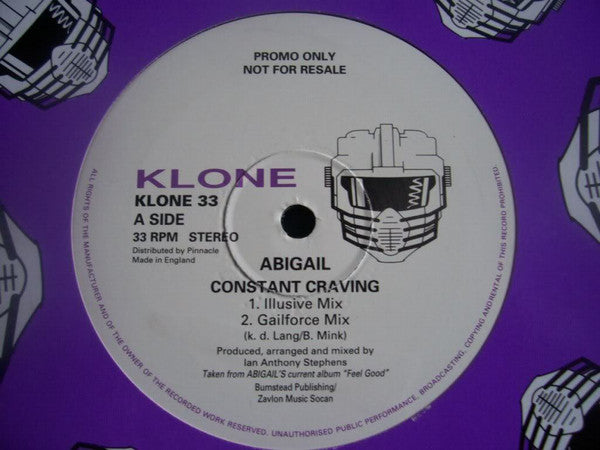 PROMO ONLY
NOT FOR RESALE
KLONE
KLONE 33
A SIDE
33 RPM STEREO
Distributed by Pinnacle
Made in England
ABIGAIL
CONSTANT CRAVING
1. Illusive Mix
2. Gailforce Mix
(k. d. Lang/B. Mink)
Produced, arranged and mixed by
Ian Anthony Stephens
Taken from ABIGAIL'S current album "Feel Good"
Bumstead Publishing/
Zavlon Music Socan
ALL RIGHTS OF THE MANUFACTURER AND OF THE OWNER OF THE RECORDED WORK RESERVED. UNAUTHORISED PUBLIC PERFORMANCE, BROADCASTING, COPYING AND RENTAL OF THIS RECORD PROHIBITED.